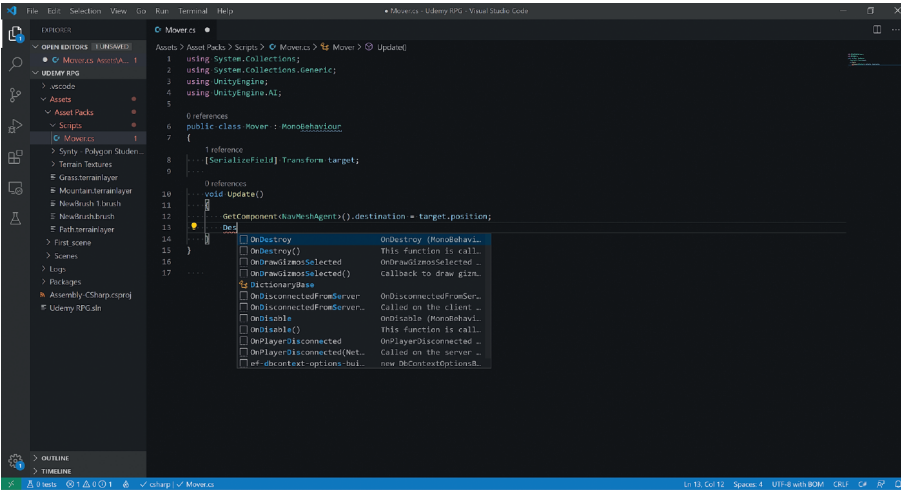 File Edit Selection View Go Run Terminal Help
• Mover.cs - Udemy RPG - Visual Studio Code
EXPLORER
OPEN EDITORS 1 UNSAVED
Mover.cs Assets\A... 1
UDEMY RPG
.vscode
Assets
Asset Packs
Scripts
Mover.cs 1
Synty - Polygon Studen...
Terrain Textures
Grass.terrainlayer
Mountain.terrainlayer
NewBrush 1.brush
NewBrush.brush
Path.terrainlayer
First_scene
Scenes
Logs
Packages
Assembly-CSharp.csproj
Udemy RPG.sln
OUTLINE
TIMELINE
Mover.cs
Assets > Asset Packs > Scripts > Mover.cs > Mover > Update()
1 using System.Collections;
2 using System.Collections.Generic;
3 using UnityEngine;
4 using UnityEngine.AI;
5
0 references
6 public class Mover : MonoBehaviour
7 {
1 reference
8 [SerializeField] Transform target;
9
0 references
10 void Update()
11 {
12 GetComponent<NavMeshAgent>().destination = target.position;
13 Des
14 }
15 }
16
17
OnDestroy OnDestroy (MonoBehavi...
OnDestroy() This function is call...
OnDrawGizmosSelected OnDrawGizmosSelected ...
OnDrawGizmosSelected() Callback to draw gizm...
DictionaryBase
OnDisconnectedFromServer OnDisconnectedFromSer...
OnDisconnectedFromServer... Called on the client ...
OnDisable OnDisable (MonoBehavi...
OnDisable() This function is call...
OnPlayerDisconnected OnPlayerDisconnected ...
OnPlayerDisconnected(Net... Called on the server ...
ef-dbcontext-options-bui... new DbContextOptionsB...
0 tests 1 0 1 csharp | Mover.cs
Ln 13, Col 12 Spaces: 4 UTF-8 with BOM CRLF C#